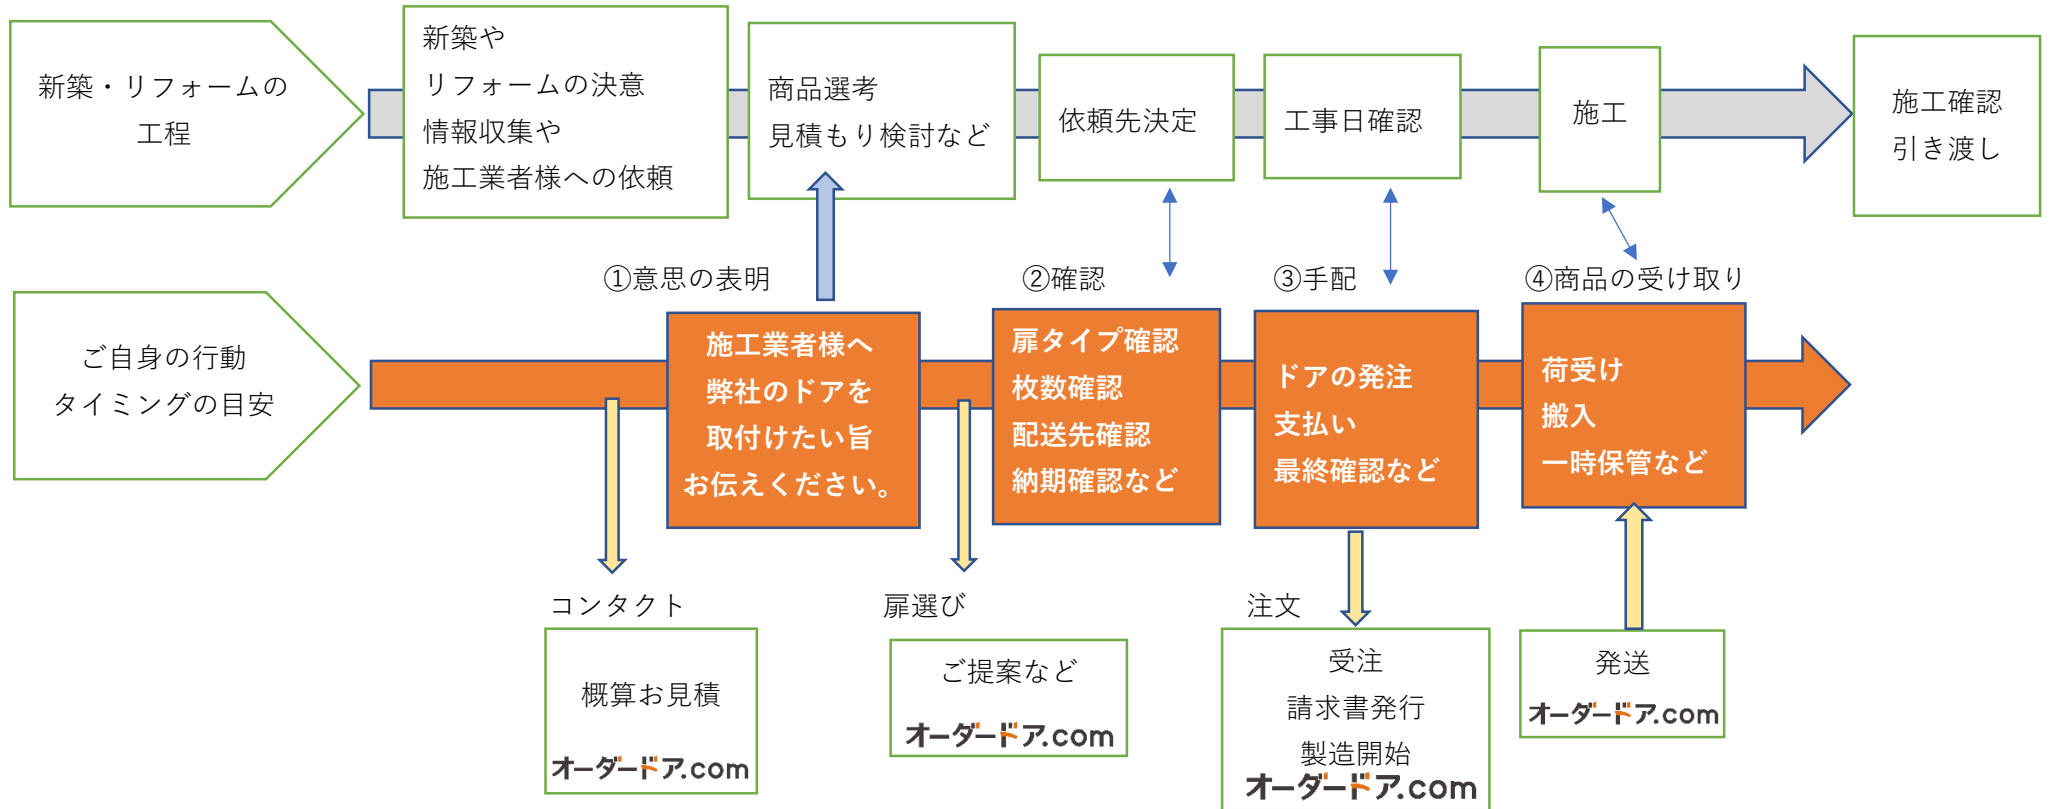 新築・リフォームの
工程
新築や
リフォームの決意
情報収集や
施工業者様への依頼
商品選考
見積もり検討など
依頼先決定
工事日確認
施工
施工確認
引き渡し
①意思の表明
②確認
③手配
④商品の受け取り
ご自身の行動
タイミングの目安
施工業者様へ
弊社のドアを
取付けたい旨
お伝えください。
扉タイプ確認
枚数確認
配送先確認
納期確認など
ドアの発注
支払い
最終確認など
荷受け
搬入
一時保管など
コンタクト
概算お見積
オーダードア.com
扉選び
ご提案など
オーダードア.com
注文
受注
請求書発行
製造開始
オーダードア.com
発送
オーダードア.com